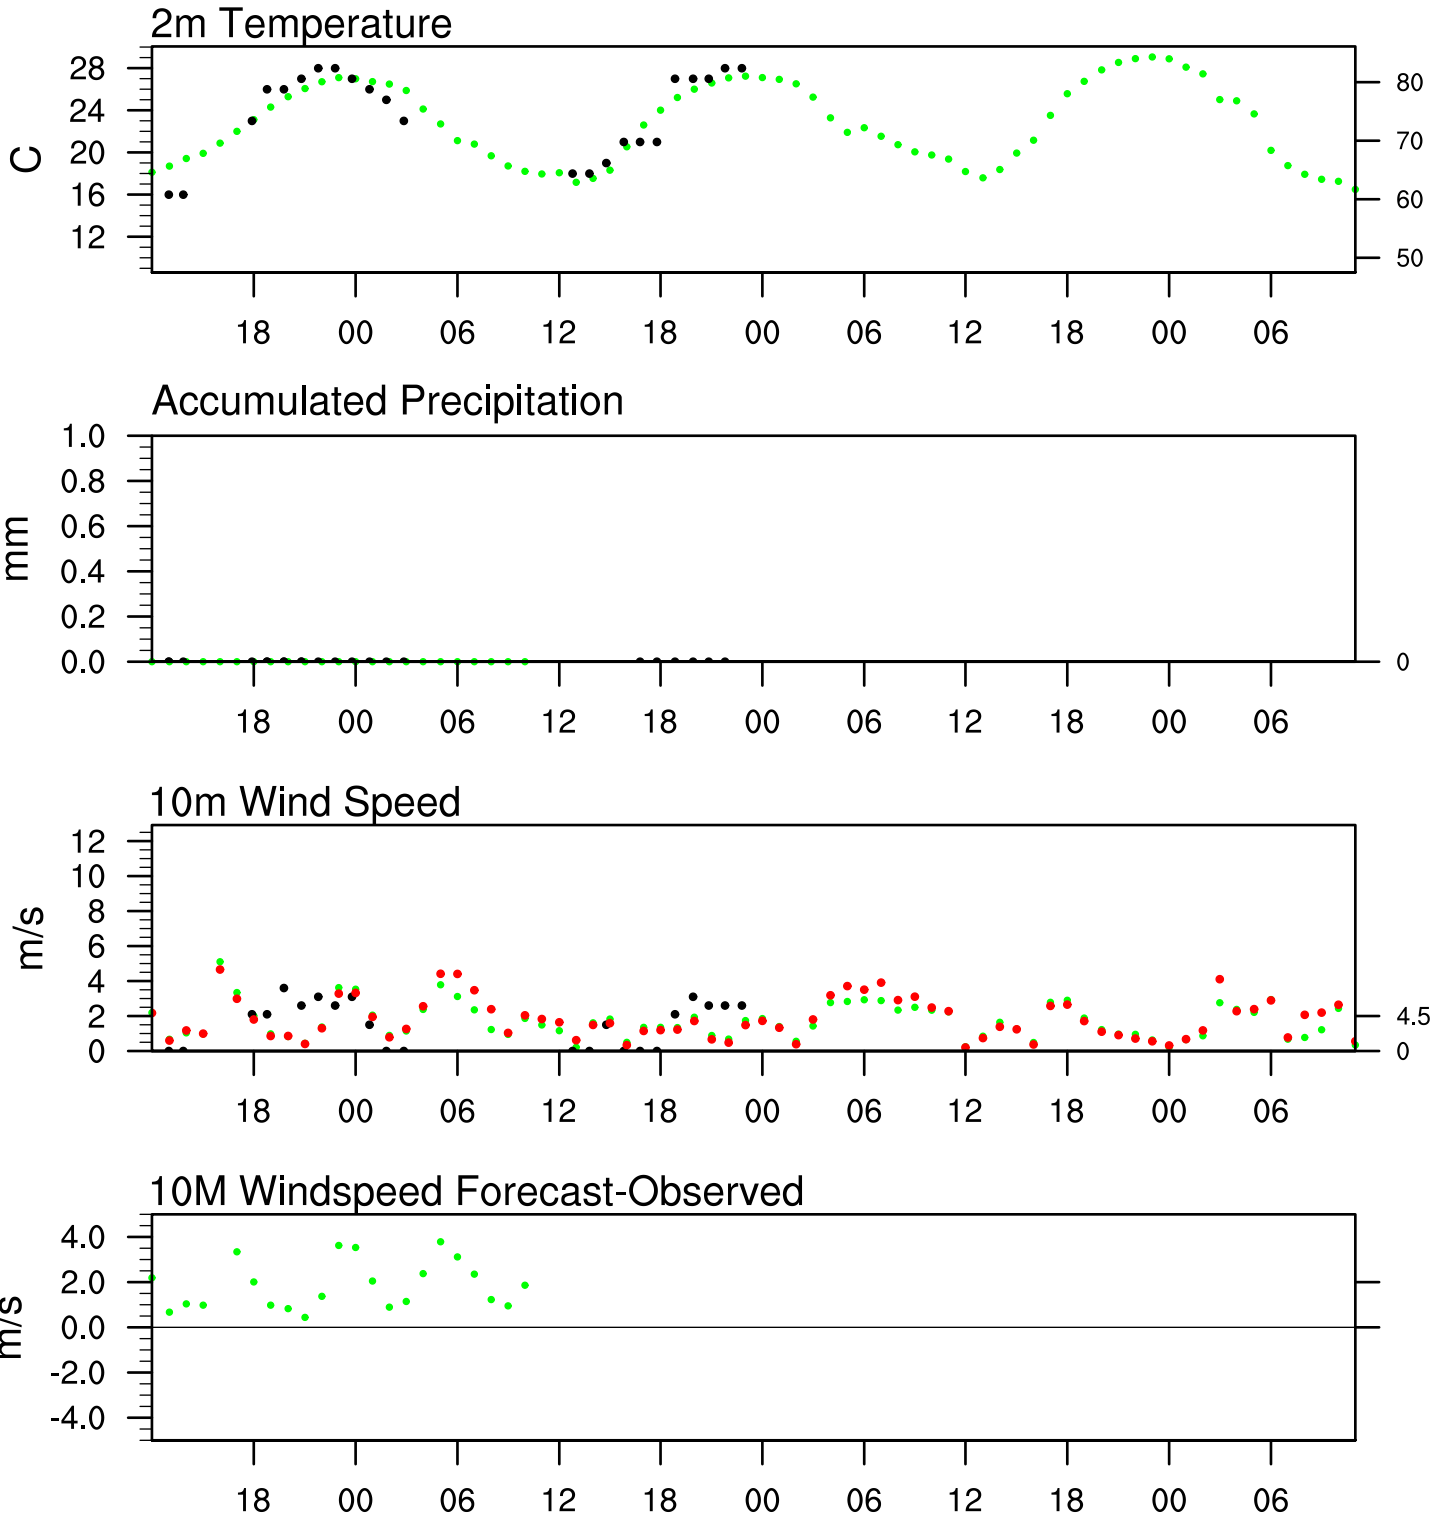 2m Temperature
28
24
20
16
12
C
80
70
60
50
18 00 06 12 18 00 06 12 18 00 06
Accumulated Precipitation
1.0
0.8
0.6
0.4
0.2
0.0
mm
0
18 00 06 12 18 00 06 12 18 00 06
10m Wind Speed
12
10
8
6
4
2
0
m/s
4.5
0
18 00 06 12 18 00 06 12 18 00 06
10M Windspeed Forecast-Observed
4.0
2.0
0.0
-2.0
-4.0
m/s
18 00 06 12 18 00 06 12 18 00 06